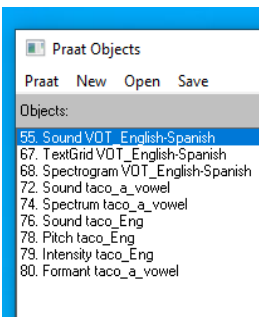 Praat Objects
Praat New Open Save
Objects:
55. Sound VOT_English-Spanish
67. TextGrid VOT_English-Spanish
68. Spectrogram VOT_English-Spanish
72. Sound taco_a_vowel
74. Spectrum taco_a_vowel
76. Sound taco_Eng
78. Pitch taco_Eng
79. Intensity taco_Eng
80. Formant taco_a_vowel